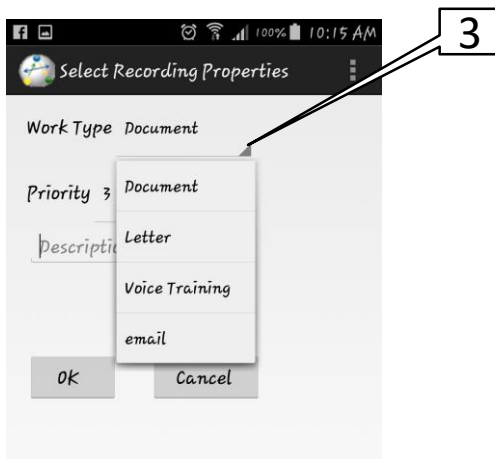 100% 10:15 AM
3
Select Recording Properties
Work Type Document
Document
Priority 3
Letter
Descriptio
Voice Training
email
OK Cancel